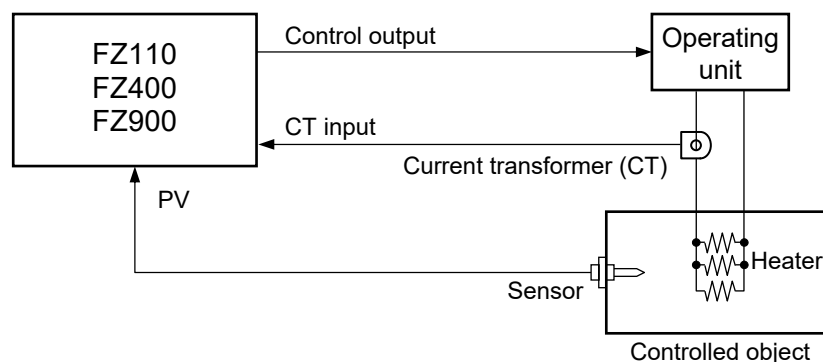 FZ110
FZ400
FZ900
Control output
Operating
unit
CT input
Current transformer (CT)
PV
Sensor
Heater
Controlled object